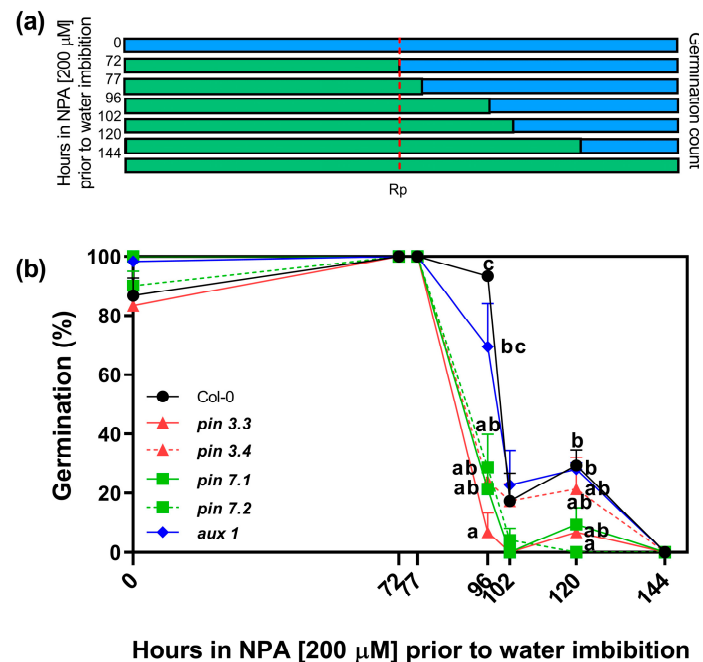 (a)
Hours in NPA [200 µM]
prior to water imbibition
0
72
77
96
102
120
144
Germination count
Rp
(b)
Germination (%)
100
80
60
40
20
0
Col-0
pin 3.3
pin 3.4
pin 7.1
pin 7.2
aux 1
c
bc
ab
ab
ab
a
b
b
ab
ab
ab
a
0
72
77
96
102
120
144
Hours in NPA [200 µM] prior to water imbibition